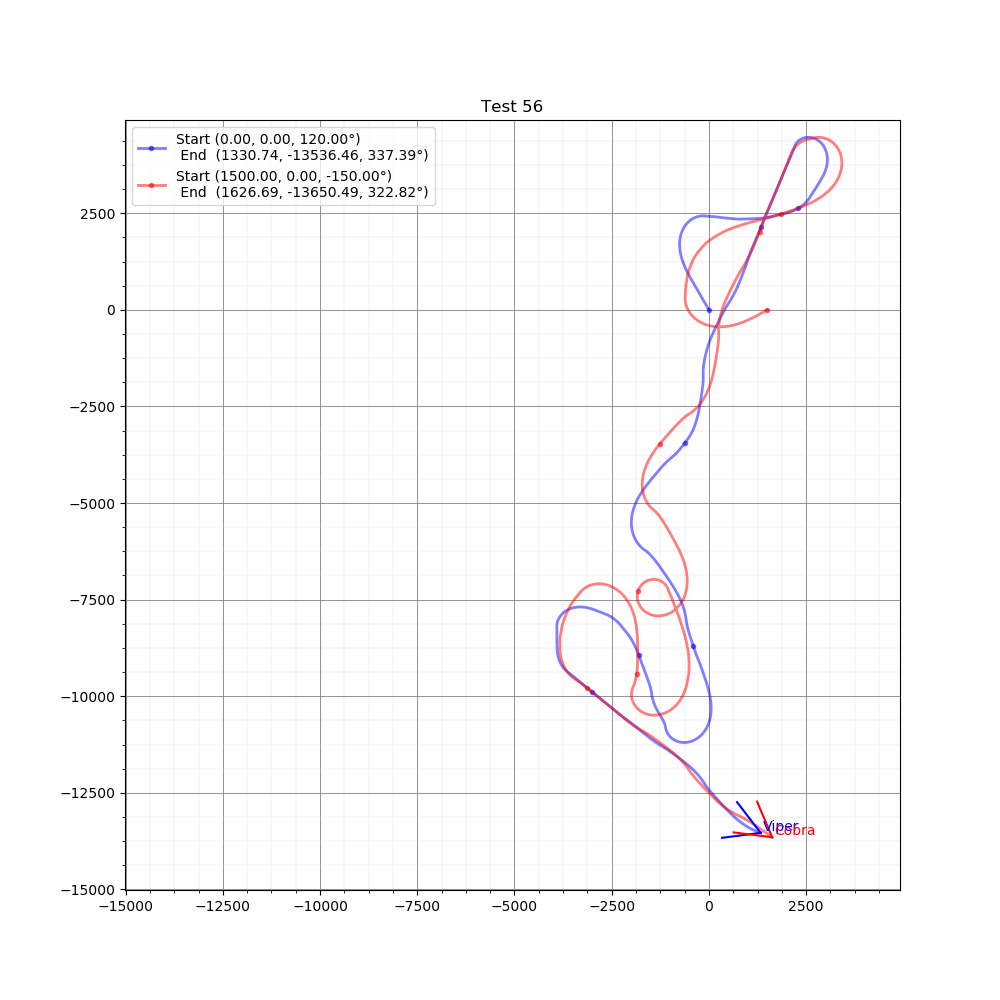 Test 56
Start (0.00, 0.00, 120.00°)
End  (1330.74, -13536.46, 337.39°)
Start (1500.00, 0.00, -150.00°)
End  (1626.69, -13650.49, 322.82°)
2500
0
−2500
−5000
−7500
−10000
−12500
−15000
Viper
Cobra
−15000 −12500 −10000 −7500 −5000 −2500 0 2500